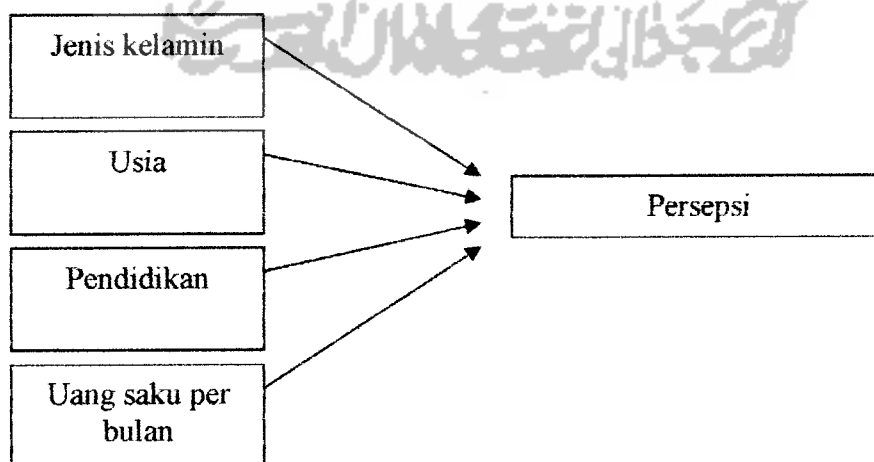 Jenis kelamin
Usia
Persepsi
Pendidikan
Uang saku per
bulan